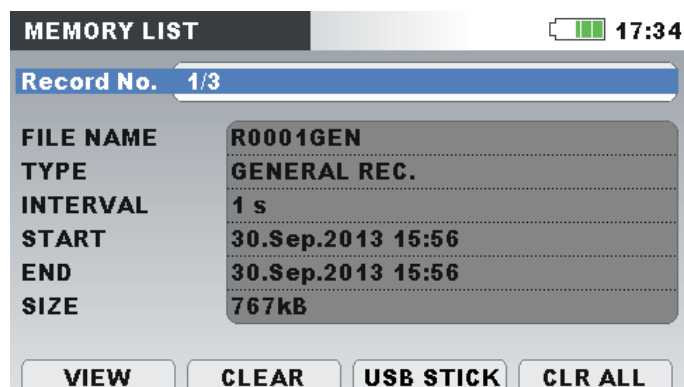 MEMORY LIST 17:34
Record No. 1/3
FILE NAME R0001GEN
TYPE GENERAL REC.
INTERVAL 1 s
START 30.Sep.2013 15:56
END 30.Sep.2013 15:56
SIZE 767kB
VIEW CLEAR USB STICK CLR ALL